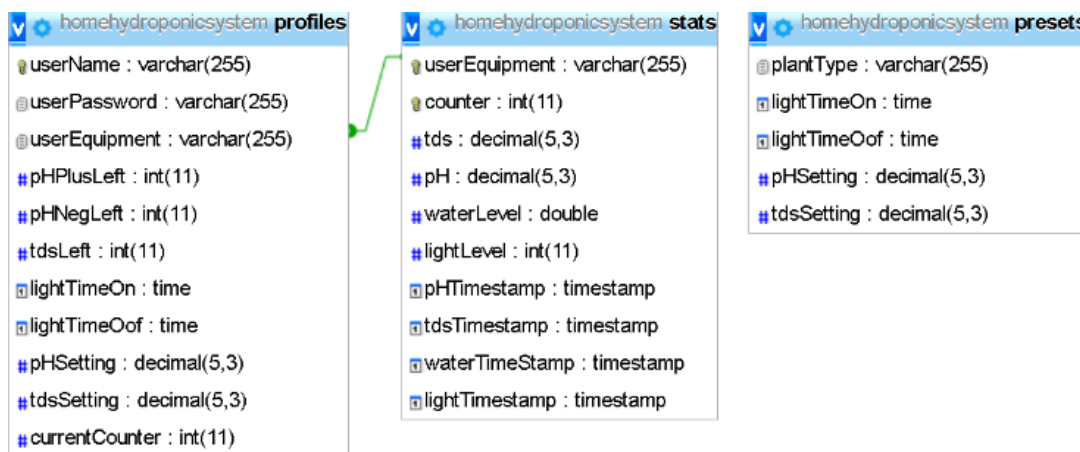 homehydroponicsystem profiles
userName : varchar(255)
userPassword : varchar(255)
userEquipment : varchar(255)
pHPlusLeft : int(11)
pHNegLeft : int(11)
tdsLeft : int(11)
lightTimeOn : time
lightTimeOof : time
pHSetting : decimal(5,3)
tdsSetting : decimal(5,3)
currentCounter : int(11)
homehydroponicsystem stats
userEquipment : varchar(255)
counter : int(11)
tds : decimal(5,3)
pH : decimal(5,3)
waterLevel : double
lightLevel : int(11)
pHTimestamp : timestamp
tdsTimestamp : timestamp
waterTimeStamp : timestamp
lightTimestamp : timestamp
homehydroponicsystem presets
plantType : varchar(255)
lightTimeOn : time
lightTimeOof : time
pHSetting : decimal(5,3)
tdsSetting : decimal(5,3)